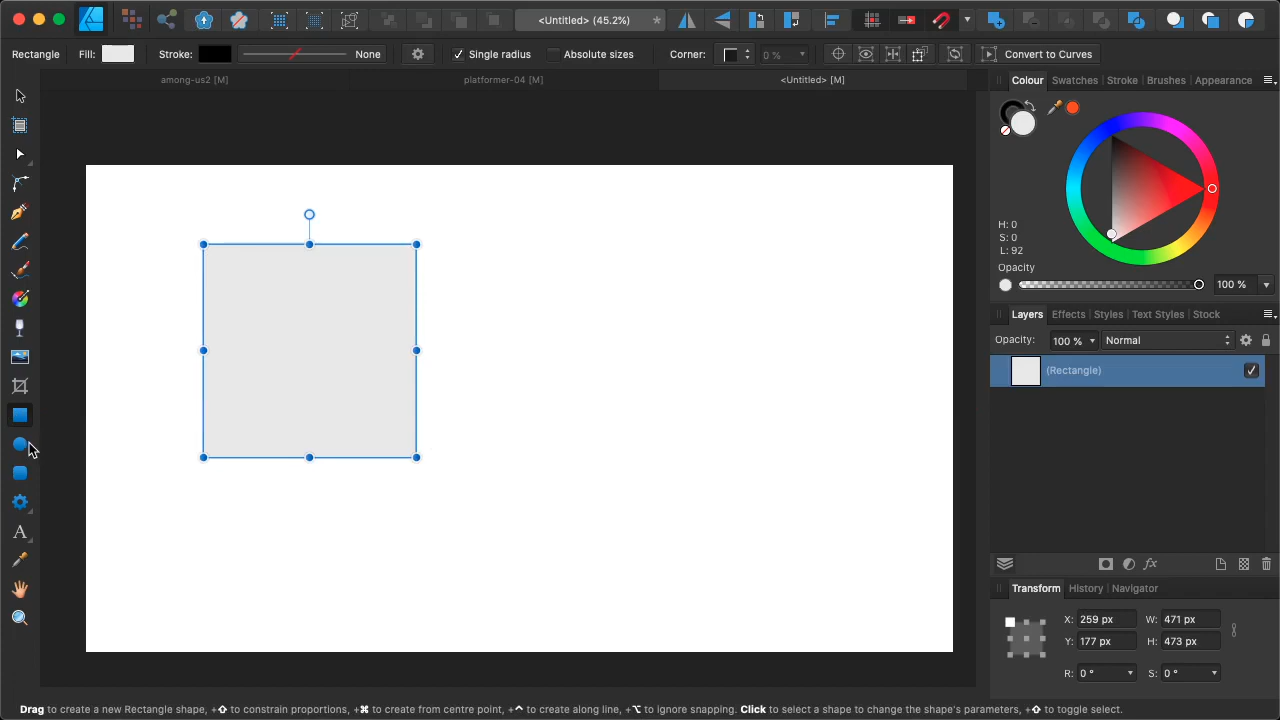 <Untitled> (45.2%) *
Rectangle Fill: Stroke: None Single radius Absolute sizes Corner: 0 % Convert to Curves
among-us2 [M] platformer-04 [M] <Untitled> [M]
Colour Swatches Stroke Brushes Appearance
H: 0
S: 0
L: 92
Opacity
100 %
Layers Effects Styles Text Styles Stock
Opacity: 100 % Normal
(Rectangle)
fx
A
Transform History Navigator
X: 259 px W: 471 px
Y: 177 px H: 473 px
R: 0 ° S: 0 °
Drag to create a new Rectangle shape, +⇧ to constrain proportions, +⌘ to create from centre point, +⌃ to create along line, +⌥ to ignore snapping. Click to select a shape to change the shape's parameters, +⇧ to toggle select.